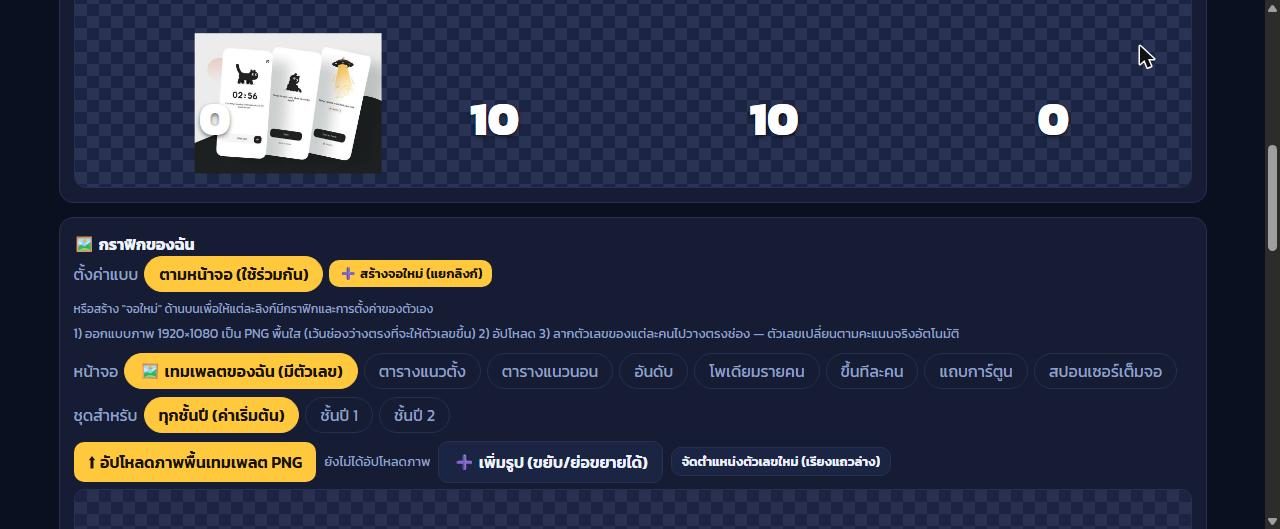 02:56
0
10
10
0
🖼️ กราฟิกของฉัน
ตั้งค่าแบบ ตามหน้าจอ (ใช้ร่วมกัน) ➕ สร้างจอใหม่ (แยกลิงก์)
หรือสร้าง "จอใหม่" ด้านบนเพื่อให้แต่ละลิงก์มีกราฟิกและการตั้งค่าของตัวเอง
1) ออกแบบภาพ 1920×1080 เป็น PNG พื้นใส (เว้นช่องว่างตรงที่จะให้ตัวเลขขึ้น) 2) อัปโหลด 3) ลากตัวเลขของแต่ละคนไปวางตรงช่อง — ตัวเลขเปลี่ยนตามคะแนนจริงอัตโนมัติ
หน้าจอ 🖼️ เทมเพลตของฉัน (มีตัวเลข) ตารางแนวตั้ง ตารางแนวนอน อันดับ โพเดียมรายคน ขึ้นทีละคน แถบการ์ตูน สปอนเซอร์เต็มจอ
ชุดสำหรับ ทุกชั้นปี (ค่าเริ่มต้น) ชั้นปี 1 ชั้นปี 2
⬆ อัปโหลดภาพพื้นเทมเพลต PNG ยังไม่ได้อัปโหลดภาพ ➕ เพิ่มรูป (ขยับ/ย่อขยายได้) จัดตำแหน่งตัวเลขใหม่ (เรียงแถวล่าง)